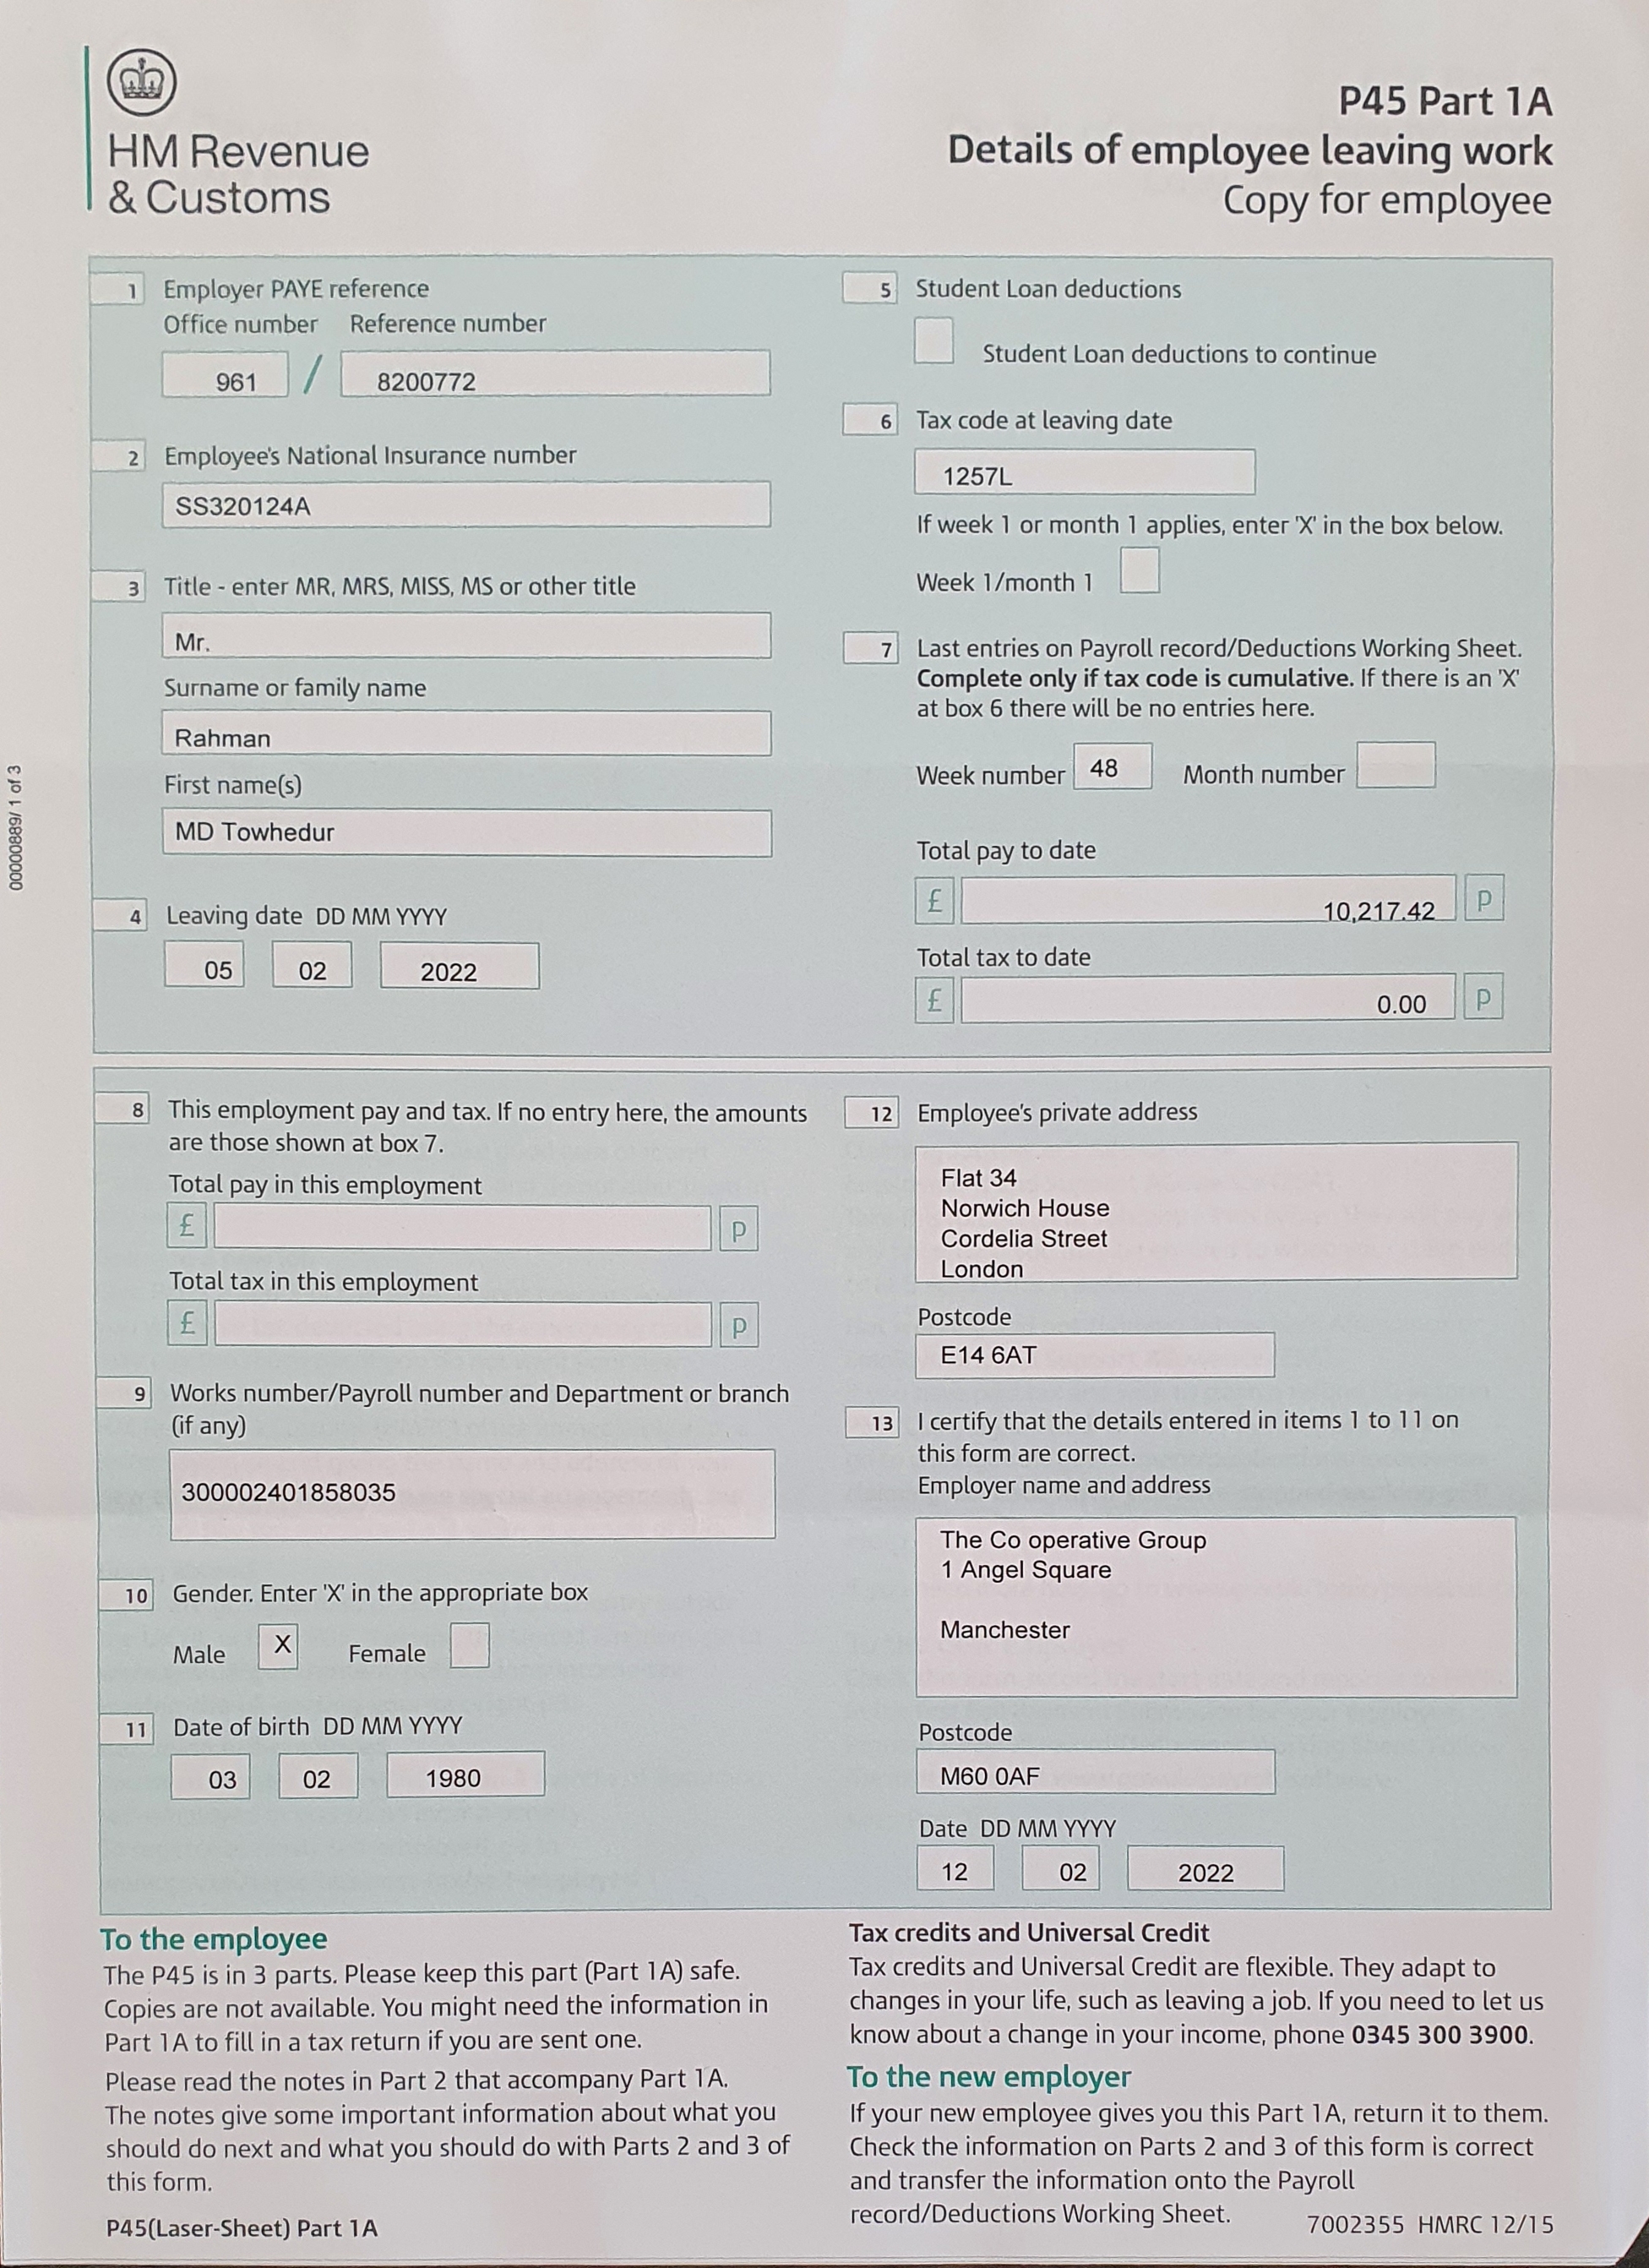 HM Revenue
& Customs
P45 Part 1A
Details of employee leaving work
Copy for employee
1 Employer PAYE reference
Office number Reference number
961 / 8200772
2 Employee's National Insurance number
SS320124A
3 Title - enter MR, MRS, MISS, MS or other title
Mr.
Surname or family name
Rahman
First name(s)
MD Towhedur
4 Leaving date DD MM YYYY
05 02 2022
5 Student Loan deductions
Student Loan deductions to continue
6 Tax code at leaving date
1257L
If week 1 or month 1 applies, enter 'X' in the box below.
Week 1/month 1
7 Last entries on Payroll record/Deductions Working Sheet.
Complete only if tax code is cumulative. If there is an 'X'
at box 6 there will be no entries here.
Week number 48 Month number
Total pay to date
£ 10,217.42 p
Total tax to date
£ 0.00 p
8 This employment pay and tax. If no entry here, the amounts
are those shown at box 7.
Total pay in this employment
£ p
Total tax in this employment
£ p
9 Works number/Payroll number and Department or branch
(if any)
300002401858035
10 Gender. Enter 'X' in the appropriate box
Male X Female
11 Date of birth DD MM YYYY
03 02 1980
12 Employee's private address
Flat 34
Norwich House
Cordelia Street
London
Postcode
E14 6AT
13 I certify that the details entered in items 1 to 11 on
this form are correct.
Employer name and address
The Co operative Group
1 Angel Square
Manchester
Postcode
M60 0AF
Date DD MM YYYY
12 02 2022
To the employee
The P45 is in 3 parts. Please keep this part (Part 1A) safe.
Copies are not available. You might need the information in
Part 1A to fill in a tax return if you are sent one.
Please read the notes in Part 2 that accompany Part 1A.
The notes give some important information about what you
should do next and what you should do with Parts 2 and 3 of
this form.
P45(Laser-Sheet) Part 1A
Tax credits and Universal Credit
Tax credits and Universal Credit are flexible. They adapt to
changes in your life, such as leaving a job. If you need to let us
know about a change in your income, phone 0345 300 3900.
To the new employer
If your new employee gives you this Part 1A, return it to them.
Check the information on Parts 2 and 3 of this form is correct
and transfer the information onto the Payroll
record/Deductions Working Sheet.
7002355 HMRC 12/15
00000889/ 1 of 3